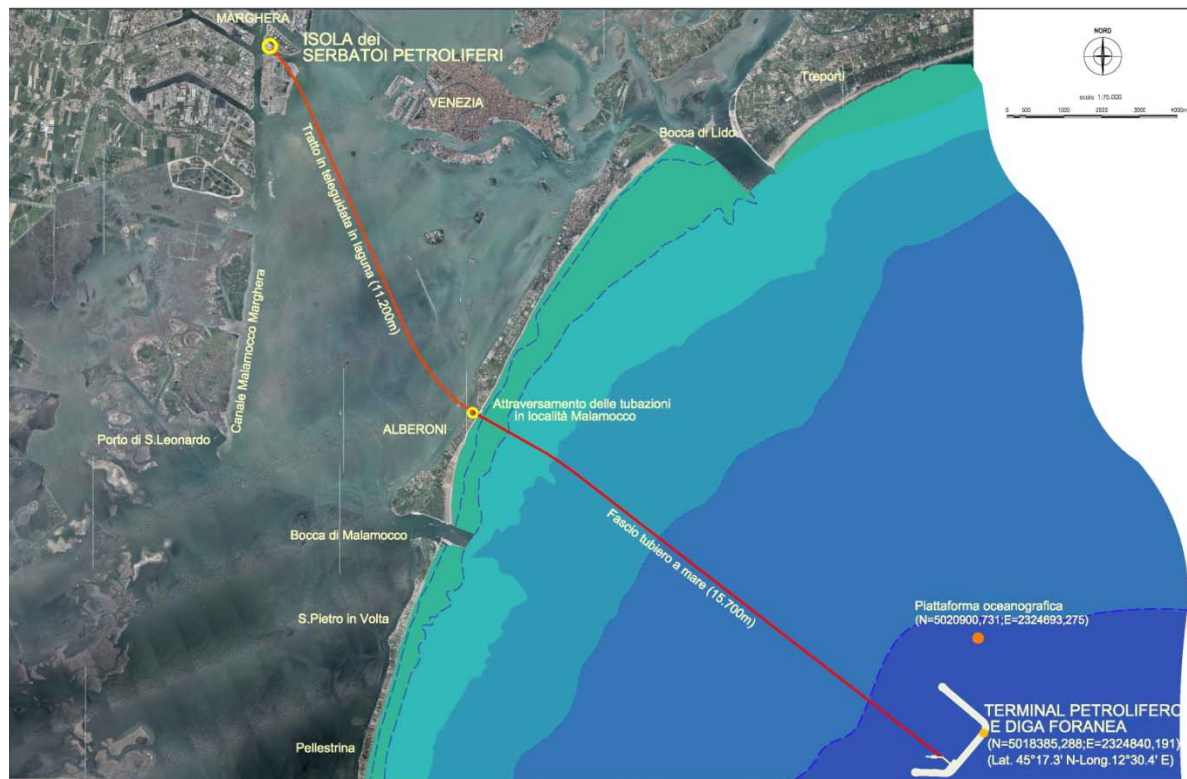 MARGHERA
ISOLA dei
SERBATOI PETROLIFERI
NORD
scala 1:75.000
0 500 1000 2000 3000 4000m
Treporti
VENEZIA
Bocca di Lido
Tratto in teleguidata in laguna (11.200m)
Canale Malamocco Marghera
Attraversamento delle tubazioni
in località Malamocco
ALBERONI
Porto di S.Leonardo
Bocca di Malamocco
Fascio tubiero a mare (15.700m)
S.Pietro in Volta
Piattaforma oceanografica
(N=5020900,731;E=2324693,275)
TERMINAL PETROLIFERO
E DIGA FORANEA
(N=5018385,288;E=2324840,191)
(Lat. 45°17.3' N-Long.12°30.4' E)
Pellestrina